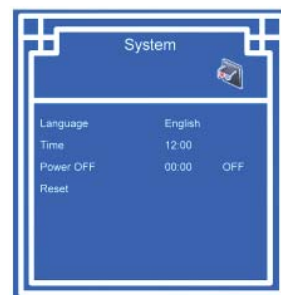 System
Language English
Time 12:00
Power OFF 00:00 OFF
Reset